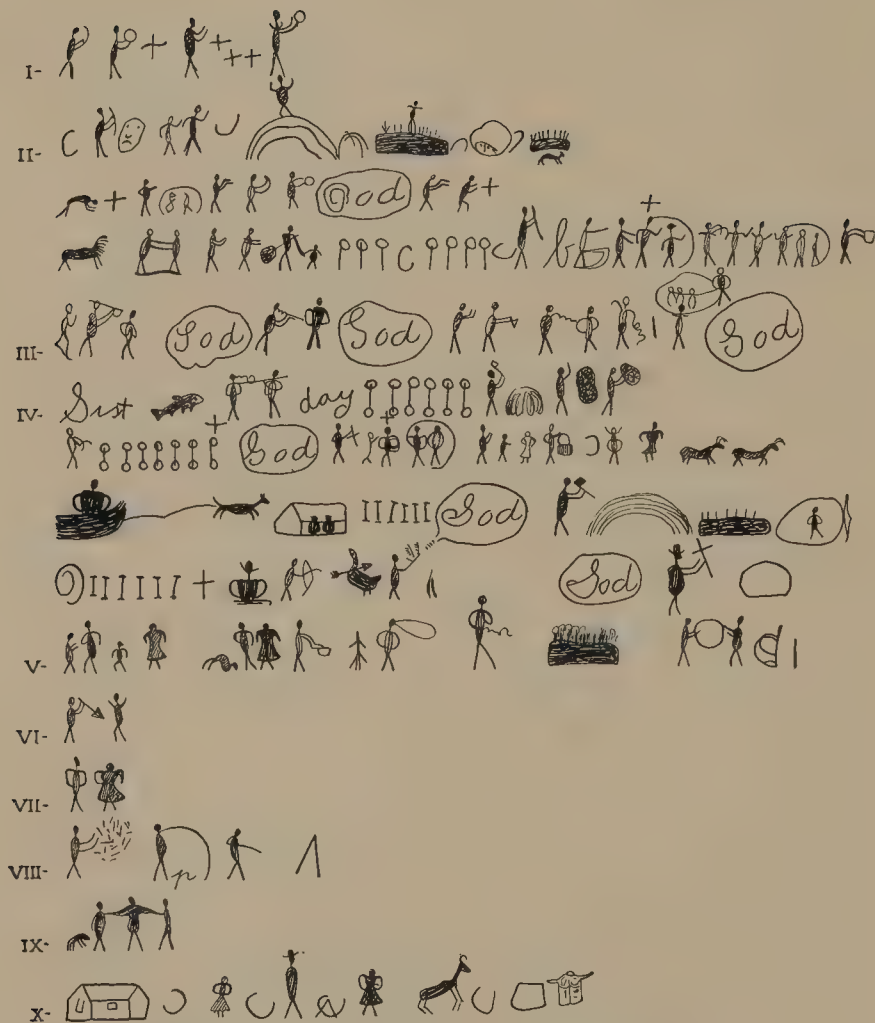 I-
II-
God
b
III- God God God
IV- Sist day
God
God
God
V-
VI-
VII-
VIII- p
IX-
X-